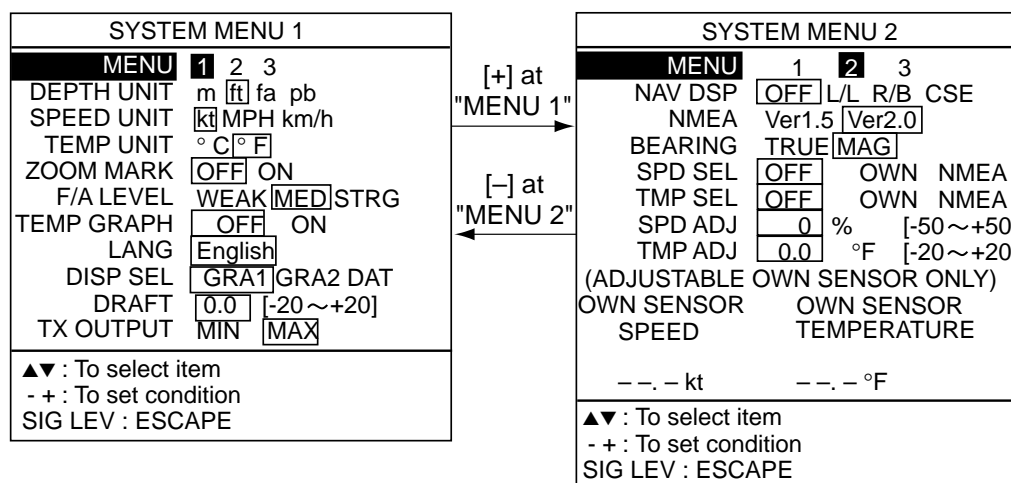 SYSTEM MENU 1
MENU 1 2 3
DEPTH UNIT m ft fa pb
SPEED UNIT kt MPH km/h
TEMP UNIT °C °F
ZOOM MARK OFF ON
F/A LEVEL WEAK MED STRG
TEMP GRAPH OFF ON
LANG English
DISP SEL GRA1 GRA2 DAT
DRAFT 0.0 [-20~+20]
TX OUTPUT MIN MAX
▲▼ : To select item
- + : To set condition
SIG LEV : ESCAPE
[+] at
"MENU 1"
[–] at
"MENU 2"
SYSTEM MENU 2
MENU 1 2 3
NAV DSP OFF L/L R/B CSE
NMEA Ver1.5 Ver2.0
BEARING TRUE MAG
SPD SEL OFF OWN NMEA
TMP SEL OFF OWN NMEA
SPD ADJ 0 % [-50~+50
TMP ADJ 0.0 °F [-20~+20
(ADJUSTABLE OWN SENSOR ONLY)
OWN SENSOR OWN SENSOR
SPEED TEMPERATURE
– –. – kt – –. – °F
▲▼ : To select item
- + : To set condition
SIG LEV : ESCAPE